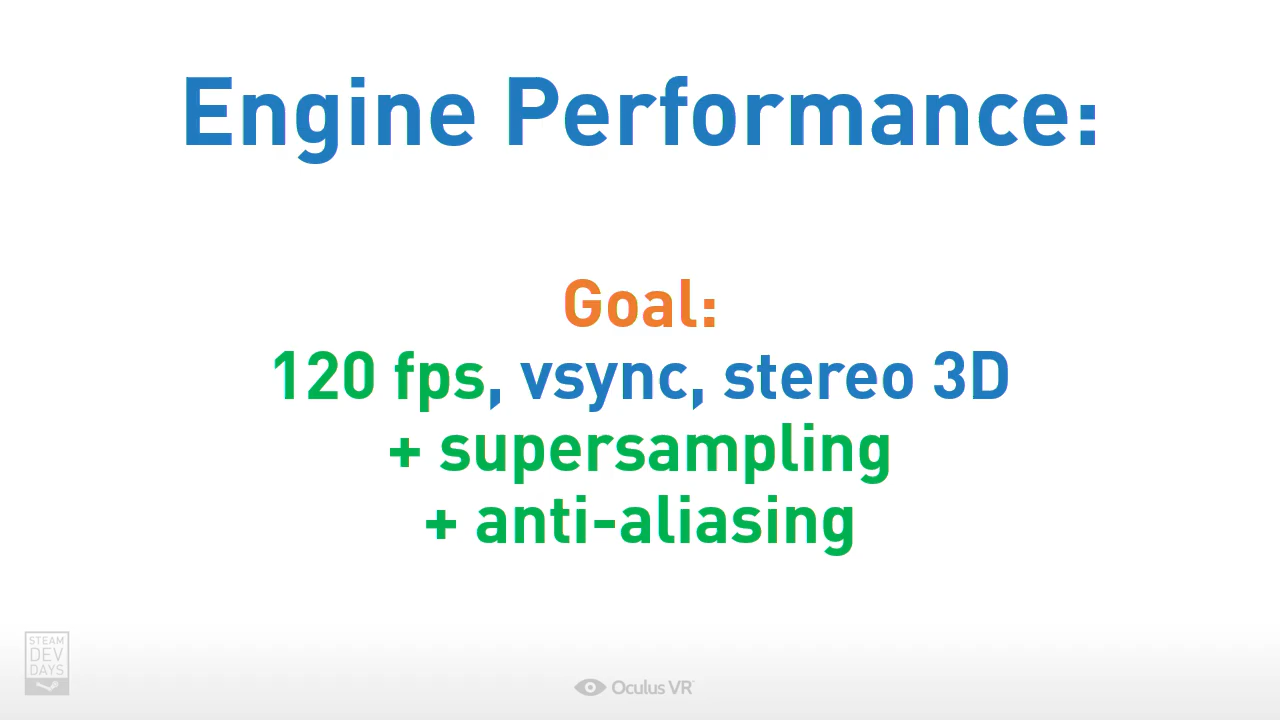 Engine Performance:
Goal:
120 fps, vsync, stereo 3D
+ supersampling
+ anti-aliasing
STEAM
DEV
DAYS
Oculus VR